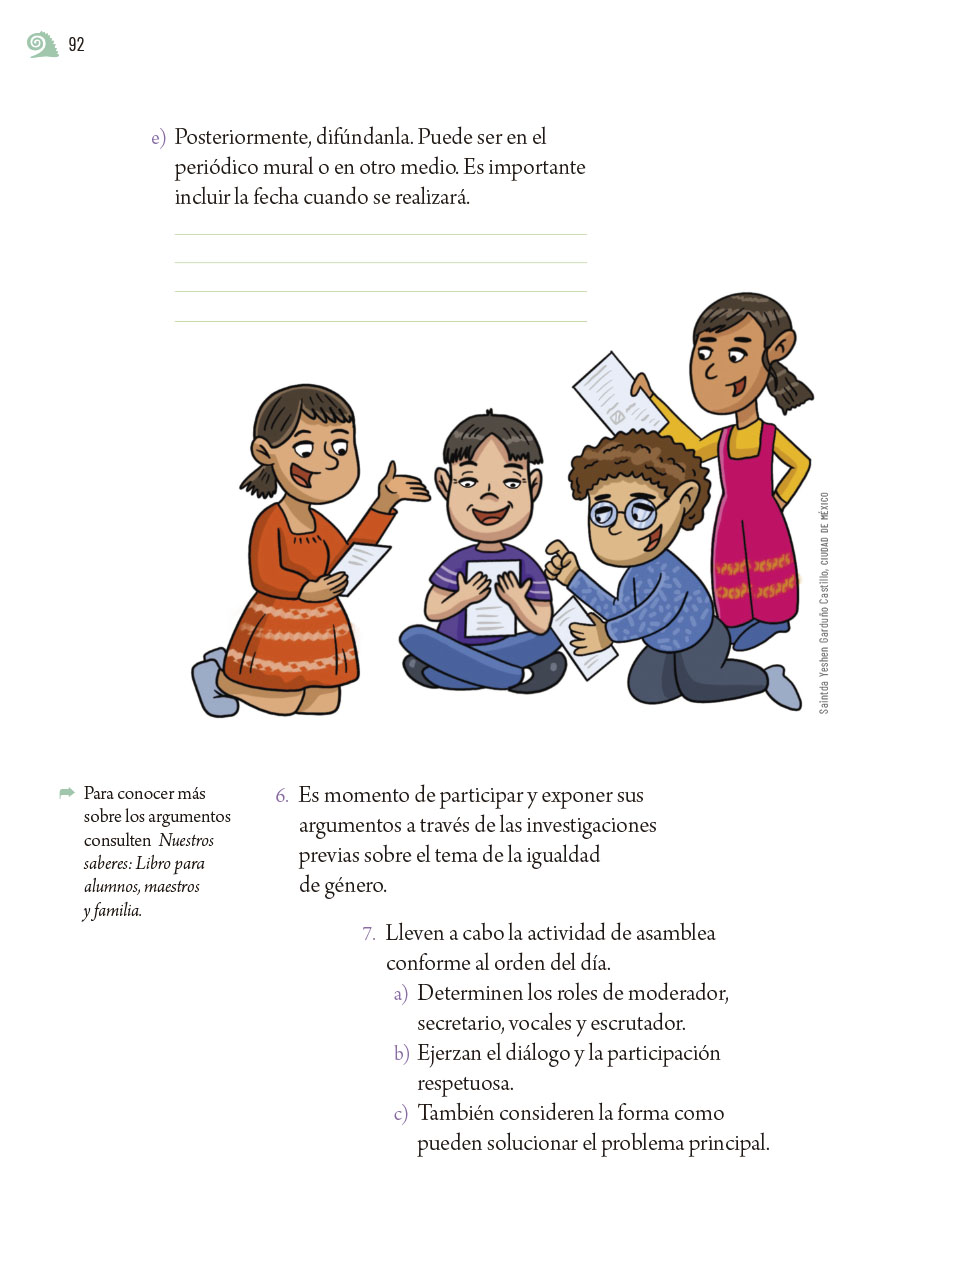 92
e) Posteriormente, difúndanla. Puede ser en el
periódico mural o en otro medio. Es importante
incluir la fecha cuando se realizará.
Saintda Yeshen Garduño Castillo, CIUDAD DE MÉXICO
Para conocer más
sobre los argumentos
consulten Nuestros
saberes: Libro para
alumnos, maestros
y familia.
6. Es momento de participar y exponer sus
argumentos a través de las investigaciones
previas sobre el tema de la igualdad
de género.
7. Lleven a cabo la actividad de asamblea
conforme al orden del día.
a) Determinen los roles de moderador,
secretario, vocales y escrutador.
b) Ejerzan el diálogo y la participación
respetuosa.
c) También consideren la forma como
pueden solucionar el problema principal.